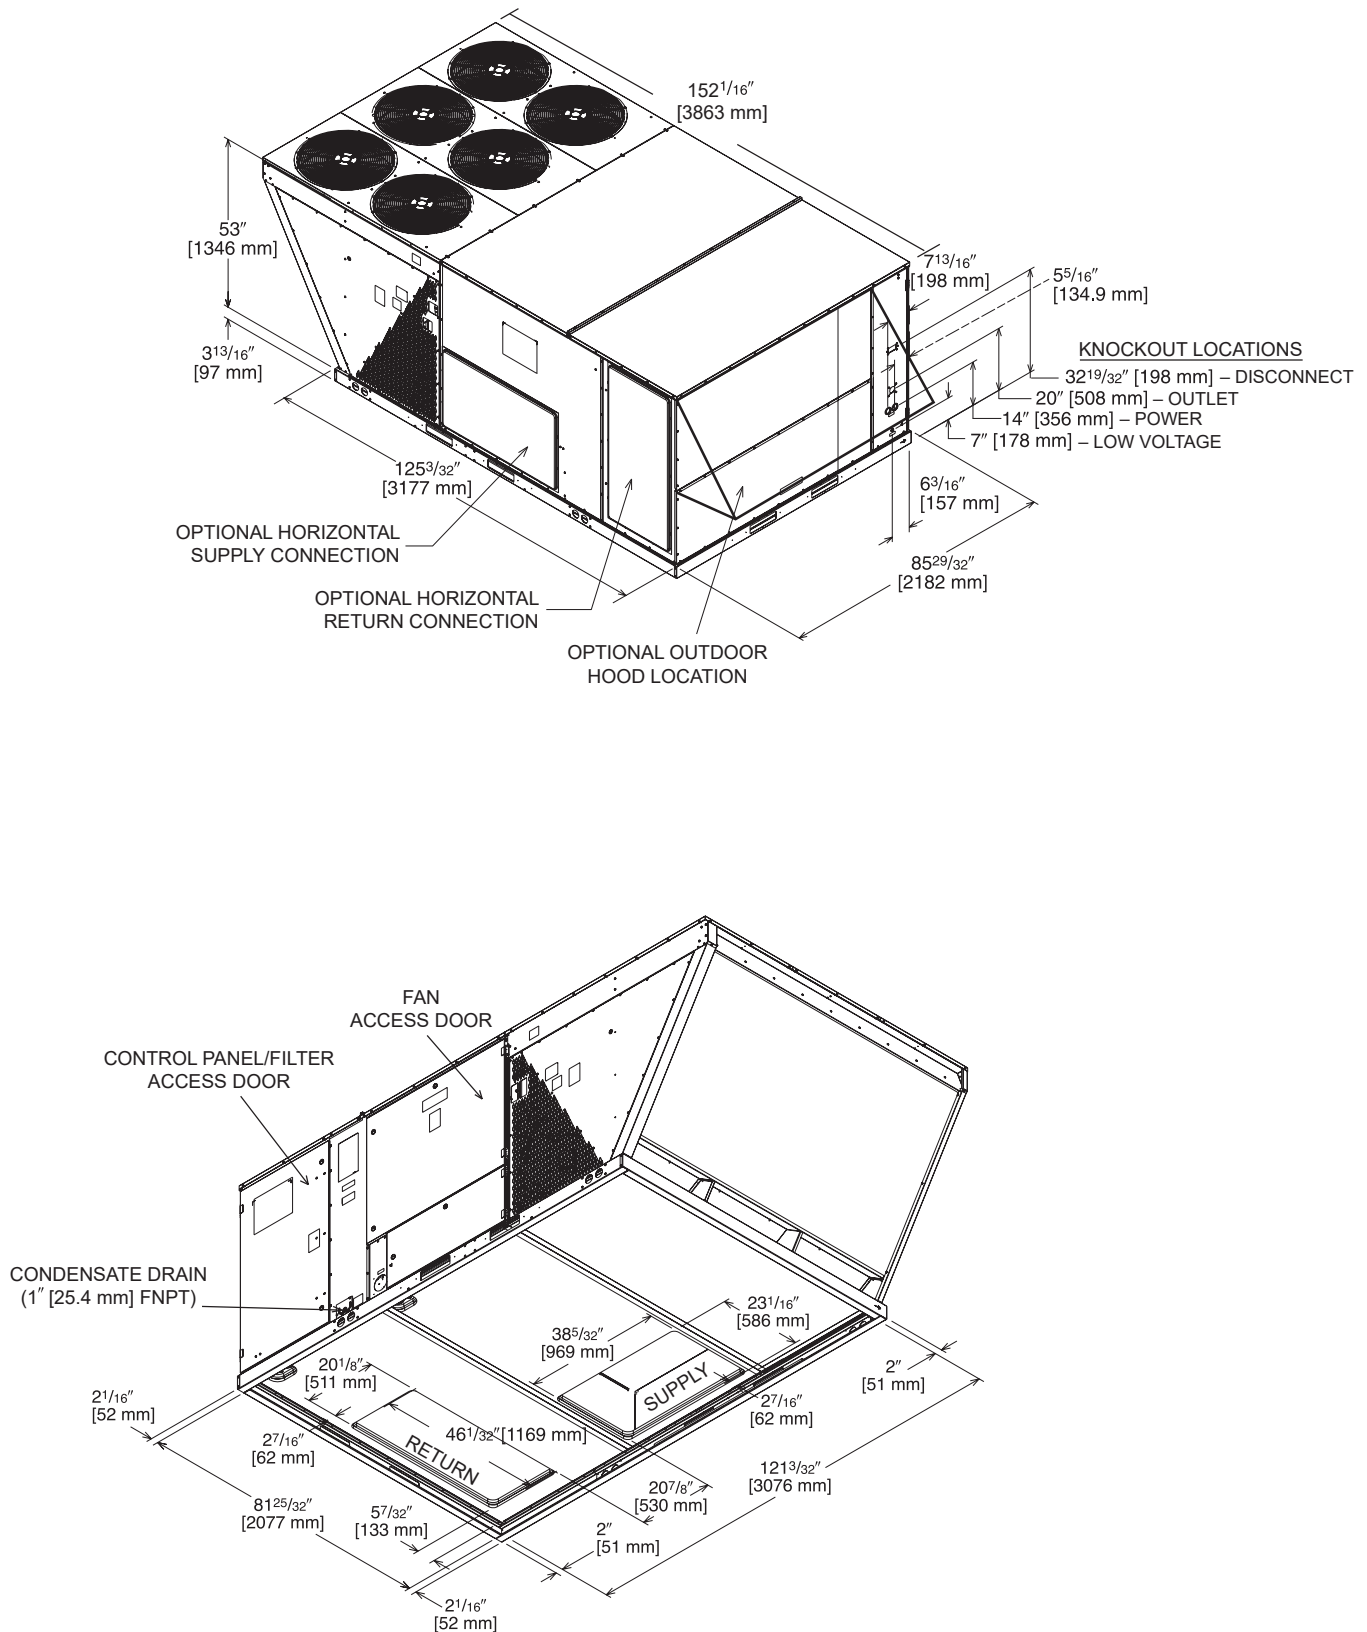 152 1/16″
[3863 mm]
53″
[1346 mm]
7 13/16″
[198 mm]
5 5/16″
[134.9 mm]
3 13/16″
[97 mm]
KNOCKOUT LOCATIONS
32 19/32″ [198 mm] – DISCONNECT
20″ [508 mm] – OUTLET
14″ [356 mm] – POWER
7″ [178 mm] – LOW VOLTAGE
125 3/32″
[3177 mm]
6 3/16″
[157 mm]
OPTIONAL HORIZONTAL
SUPPLY CONNECTION
85 29/32″
[2182 mm]
OPTIONAL HORIZONTAL
RETURN CONNECTION
OPTIONAL OUTDOOR
HOOD LOCATION
FAN
ACCESS DOOR
CONTROL PANEL/FILTER
ACCESS DOOR
CONDENSATE DRAIN
(1″ [25.4 mm] FNPT)
23 1/16″
[586 mm]
38 5/32″
[969 mm]
20 1/8″
[511 mm]
SUPPLY
2″
[51 mm]
2 1/16″
[52 mm]
2 7/16″
[62 mm]
46 1/32″ [1169 mm]
2 7/16″
[62 mm]
RETURN
121 3/32″
[3076 mm]
20 7/8″
[530 mm]
81 25/32″
[2077 mm]
5 7/32″
[133 mm]
2″
[51 mm]
2 1/16″
[52 mm]